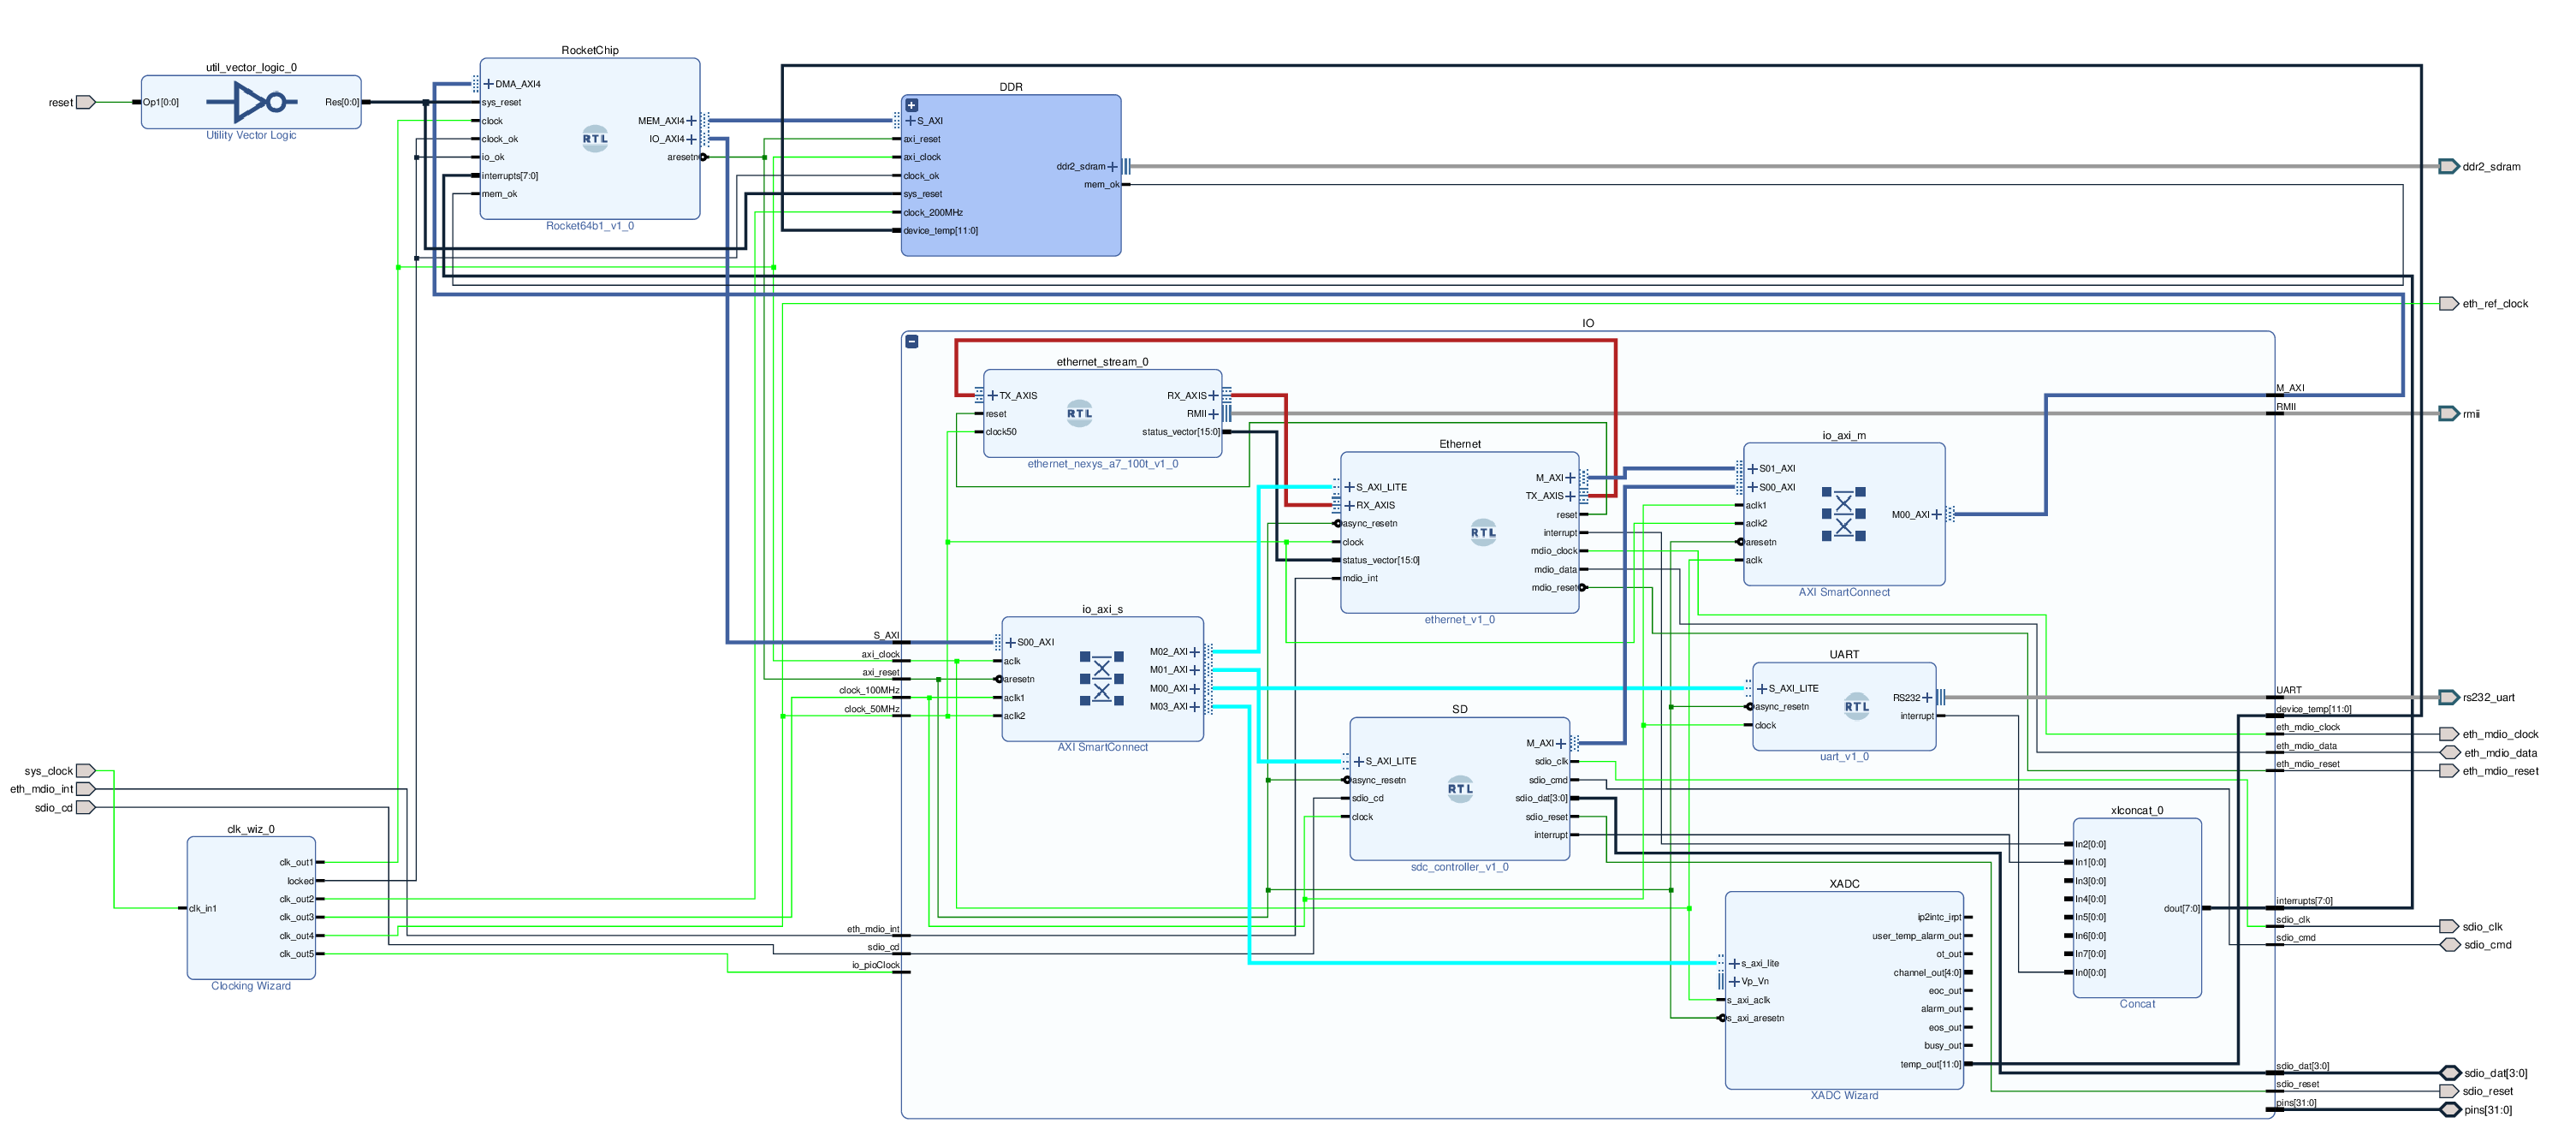 reset
util_vector_logic_0
Op1[0:0]
Res[0:0]
Utility Vector Logic
RocketChip
DMA_AXI4
sys_reset
clock
clock_ok
io_ok
interrupts[7:0]
mem_ok
RTL
MEM_AXI4
IO_AXI4
aresetn
Rocket64b1_v1_0
DDR
S_AXI
axi_reset
axi_clock
clock_ok
sys_reset
clock_200MHz
device_temp[11:0]
ddr2_sdram
mem_ok
ddr2_sdram
eth_ref_clock
IO
ethernet_stream_0
TX_AXIS
reset
clock50
RTL
RX_AXIS
RMII
status_vector[15:0]
ethernet_nexys_a7_100t_v1_0
Ethernet
S_AXI_LITE
RX_AXIS
async_resetn
clock
status_vector[15:0]
mdio_int
RTL
M_AXI
TX_AXIS
reset
interrupt
mdio_clock
mdio_data
mdio_reset
ethernet_v1_0
io_axi_m
S01_AXI
S00_AXI
aclk1
aclk2
aresetn
aclk
M00_AXI
AXI SmartConnect
M_AXI
RMII
rmii
S_AXI
axi_clock
axi_reset
clock_100MHz
clock_50MHz
io_axi_s
S00_AXI
aclk
aresetn
aclk1
aclk2
M02_AXI
M01_AXI
M00_AXI
M03_AXI
AXI SmartConnect
UART
S_AXI_LITE
async_resetn
clock
RTL
RS232
interrupt
uart_v1_0
SD
S_AXI_LITE
async_resetn
sdio_cd
clock
RTL
M_AXI
sdio_clk
sdio_cmd
sdio_dat[3:0]
sdio_reset
interrupt
sdc_controller_v1_0
UART
device_temp[11:0]
eth_mdio_clock
eth_mdio_data
eth_mdio_reset
rs232_uart
eth_mdio_clock
eth_mdio_data
eth_mdio_reset
sys_clock
eth_mdio_int
sdio_cd
clk_wiz_0
clk_in1
clk_out1
locked
clk_out2
clk_out3
clk_out4
clk_out5
Clocking Wizard
eth_mdio_int
sdio_cd
io_pioClock
XADC
s_axi_lite
Vp_Vn
s_axi_aclk
s_axi_aresetn
ip2intc_irpt
user_temp_alarm_out
ot_out
channel_out[4:0]
eoc_out
alarm_out
eos_out
busy_out
temp_out[11:0]
XADC Wizard
xlconcat_0
In2[0:0]
In1[0:0]
In3[0:0]
In4[0:0]
In5[0:0]
In6[0:0]
In7[0:0]
In0[0:0]
dout[7:0]
Concat
interrupts[7:0]
sdio_clk
sdio_cmd
sdio_clk
sdio_cmd
sdio_dat[3:0]
sdio_reset
pins[31:0]
sdio_dat[3:0]
sdio_reset
pins[31:0]